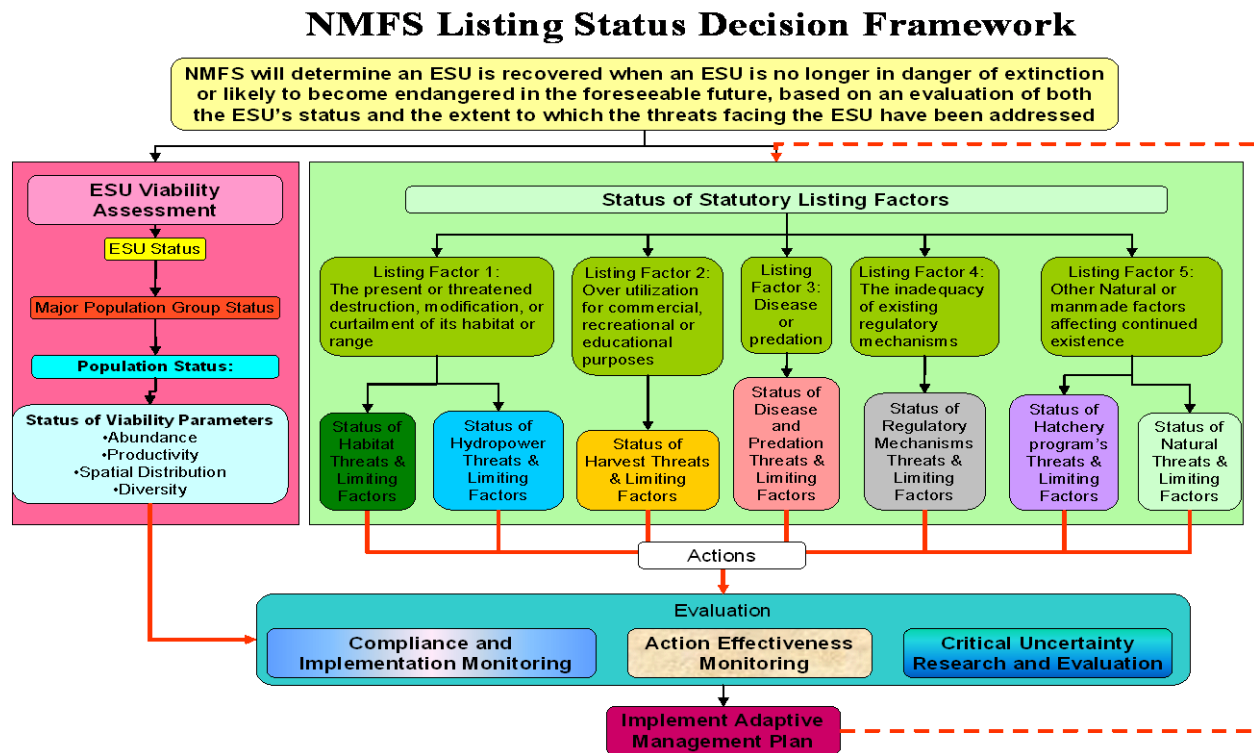 NMFS Listing Status Decision Framework
NMFS will determine an ESU is recovered when an ESU is no longer in danger of extinction
or likely to become endangered in the foreseeable future, based on an evaluation of both
the ESU's status and the extent to which the threats facing the ESU have been addressed
ESU Viability
Assessment
ESU Status
Major Population Group Status
Population Status:
Status of Viability Parameters
•Abundance
•Productivity
•Spatial Distribution
•Diversity
Status of Statutory Listing Factors
Listing Factor 1:
The present or threatened
destruction, modification, or
curtailment of its habitat or
range
Listing Factor 2:
Over utilization
for commercial,
recreational or
educational
purposes
Listing
Factor 3:
Disease
or
predation
Listing Factor 4:
The inadequacy
of existing
regulatory
mechanisms
Listing Factor 5:
Other Natural or
manmade factors
affecting continued
existence
Status of
Habitat
Threats &
Limiting
Factors
Status of
Hydropower
Threats &
Limiting
Factors
Status of
Harvest Threats
& Limiting
Factors
Status of
Disease
and
Predation
Threats &
Limiting
Factors
Status of
Regulatory
Mechanisms
Threats &
Limiting
Factors
Status of
Hatchery
program's
Threats &
Limiting
Factors
Status of
Natural
Threats &
Limiting
Factors
Actions
Evaluation
Compliance and
Implementation Monitoring
Action Effectiveness
Monitoring
Critical Uncertainty
Research and Evaluation
Implement Adaptive
Management Plan